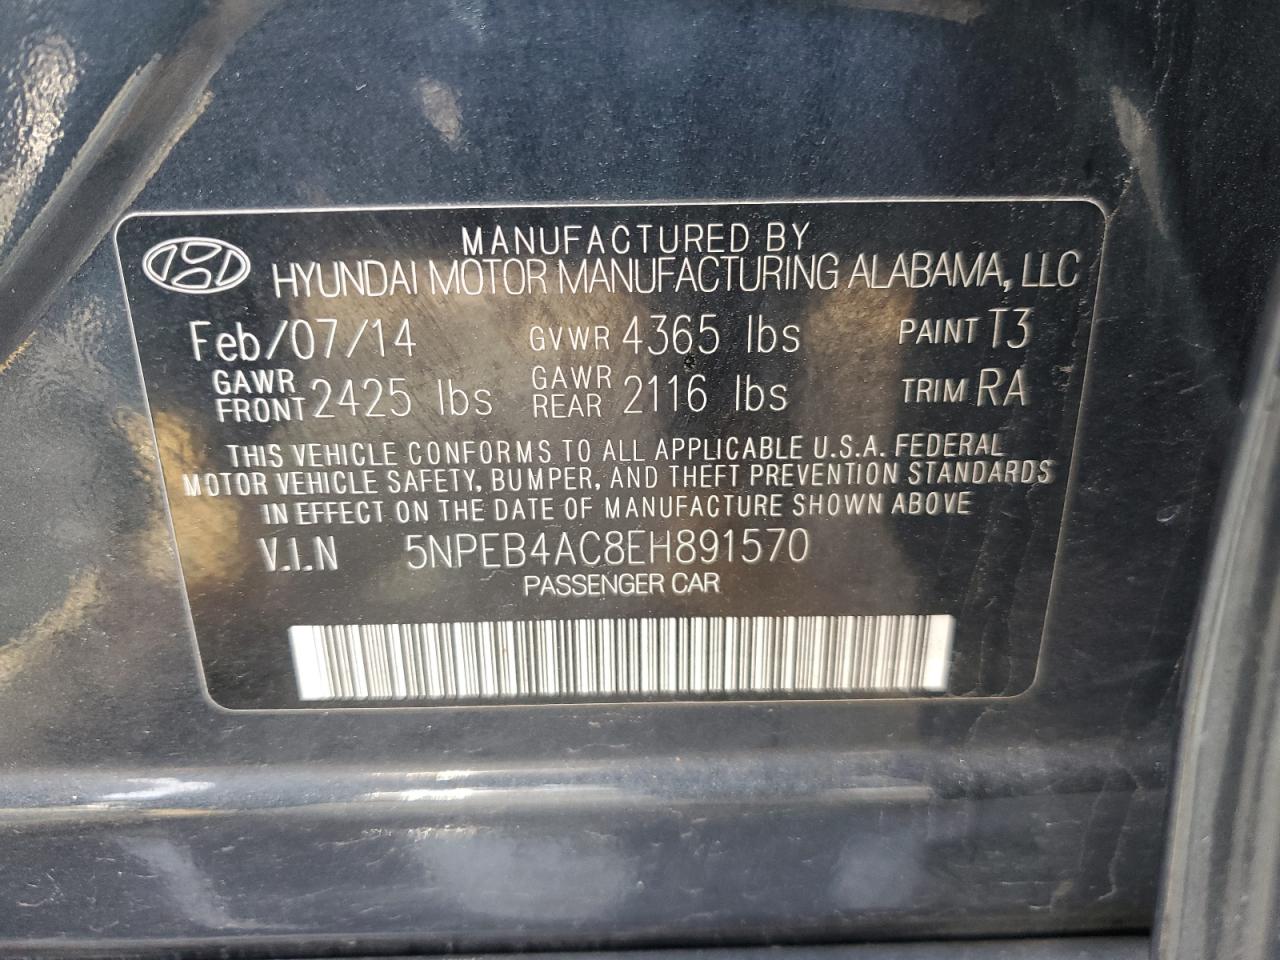 MANUFACTURED BY
HYUNDAI MOTOR MANUFACTURING ALABAMA, LLC
Feb/07/14 GVWR 4365 lbs PAINT T3
GAWR FRONT 2425 lbs GAWR REAR 2116 lbs TRIM RA
THIS VEHICLE CONFORMS TO ALL APPLICABLE U.S.A. FEDERAL
MOTOR VEHICLE SAFETY, BUMPER, AND THEFT PREVENTION STANDARDS
IN EFFECT ON THE DATE OF MANUFACTURE SHOWN ABOVE
V.I.N 5NPEB4AC8EH891570
PASSENGER CAR